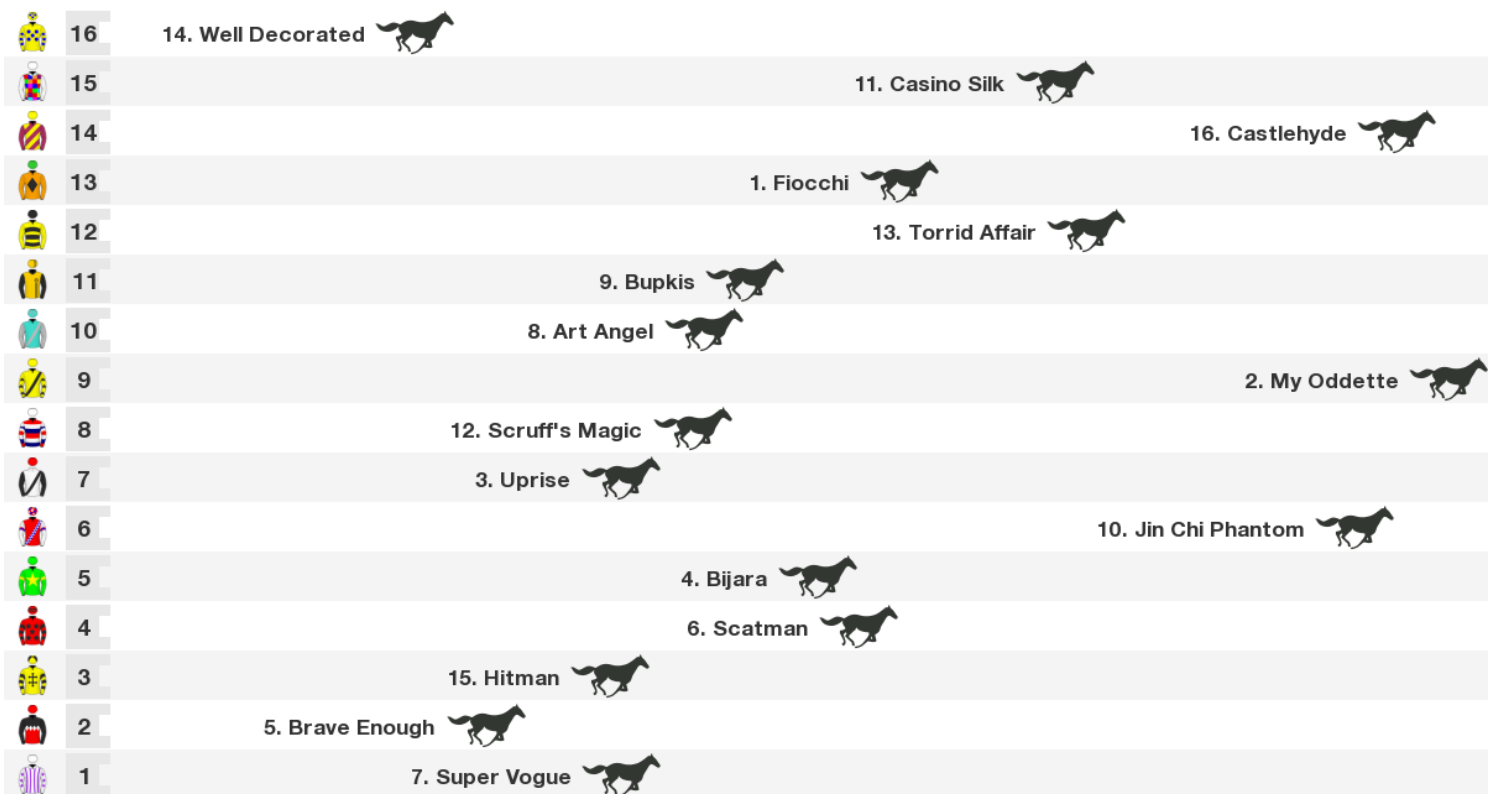 16 14. Well Decorated
15 11. Casino Silk
14 16. Castlehyde
13 1. Fiocchi
12 13. Torrid Affair
11 9. Bupkis
10 8. Art Angel
9 2. My Oddette
8 12. Scruff's Magic
7 3. Uprise
6 10. Jin Chi Phantom
5 4. Bijara
4 6. Scatman
3 15. Hitman
2 5. Brave Enough
1 7. Super Vogue